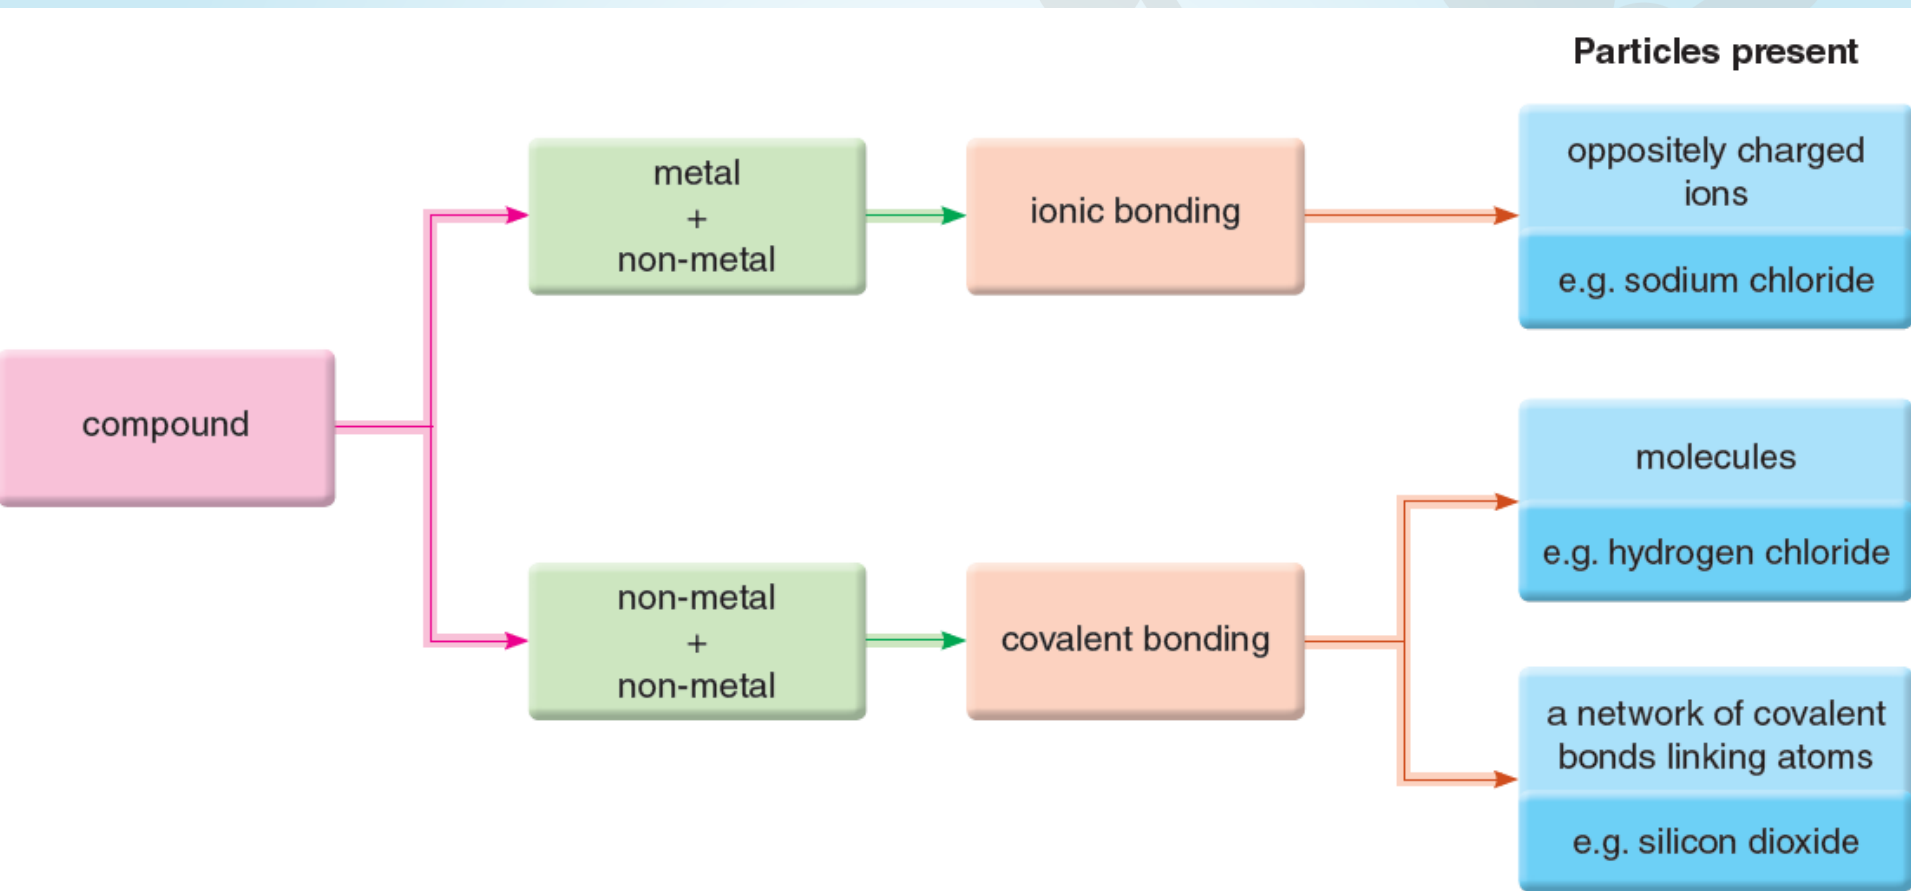 Particles present
compound
metal
+
non-metal
ionic bonding
oppositely charged
ions
e.g. sodium chloride
non-metal
+
non-metal
covalent bonding
molecules
e.g. hydrogen chloride
a network of covalent
bonds linking atoms
e.g. silicon dioxide